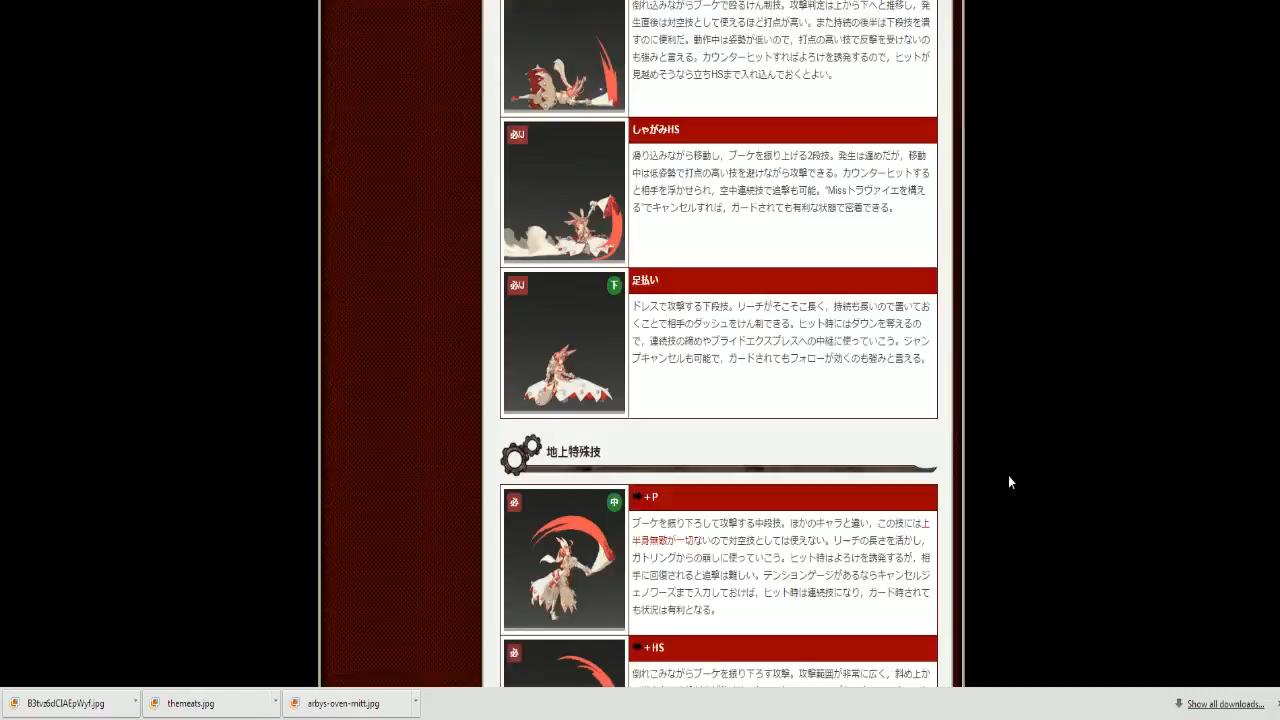 倒れ込みながらブーケで殴るけん制技。攻撃判定は上から下へと推移し，発
生直後は対空技として使えるほど打点が高い。また持続の後半は下段技を潰
すのに便利だ。動作中は姿勢が低いので，打点の高い技で反撃を受けないの
も強みと言える。カウンターヒットすればよろけを誘発するので，ヒットが
見越めそうなら立ちHSまで入れ込んでおくとよい。
必/J
しゃがみHS
滑り込みながら移動し，ブーケを振り上げる2段技。発生は遅めだが，移動
中は低姿勢で打点の高い技を避けながら攻撃できる。カウンターヒットする
と相手を浮かせられ，空中連続技で追撃も可能。"Missトラヴァイエを構え
る"でキャンセルすれば，ガードされても有利な状態で密着できる。
必/J
下
足払い
ドレスで攻撃する下段技。リーチがそこそこ長く，持続も長いので置いてお
くことで相手のダッシュをけん制できる。ヒット時にはダウンを奪えるの
で，連続技の締めやブライドエクスプレスへの中継に使っていこう。ジャン
プキャンセルも可能で，ガードされてもフォローが効くのも強みと言える。
地上特殊技
必
中
➡+P
ブーケを振り下ろして攻撃する中段技。ほかのキャラと違い，この技には上
半身無敵が一切ないので対空技としては使えない。リーチの長さを活かし，
ガトリングからの崩しに使っていこう。ヒット時はよろけを誘発するが，相
手に回復されると追撃は難しい。テンションゲージがあるならキャンセルジ
ェノワーズまで入力しておけば，ヒット時は連続技になり，ガード時されて
も状況は有利となる。
必
➡+HS
倒れこみながらブーケを振り下ろす攻撃。攻撃範囲が非常に広く，斜め上か
B3tvs6dCIAEpWyf.jpg
themeats.jpg
arbys-oven-mitt.jpg
Show all downloads...